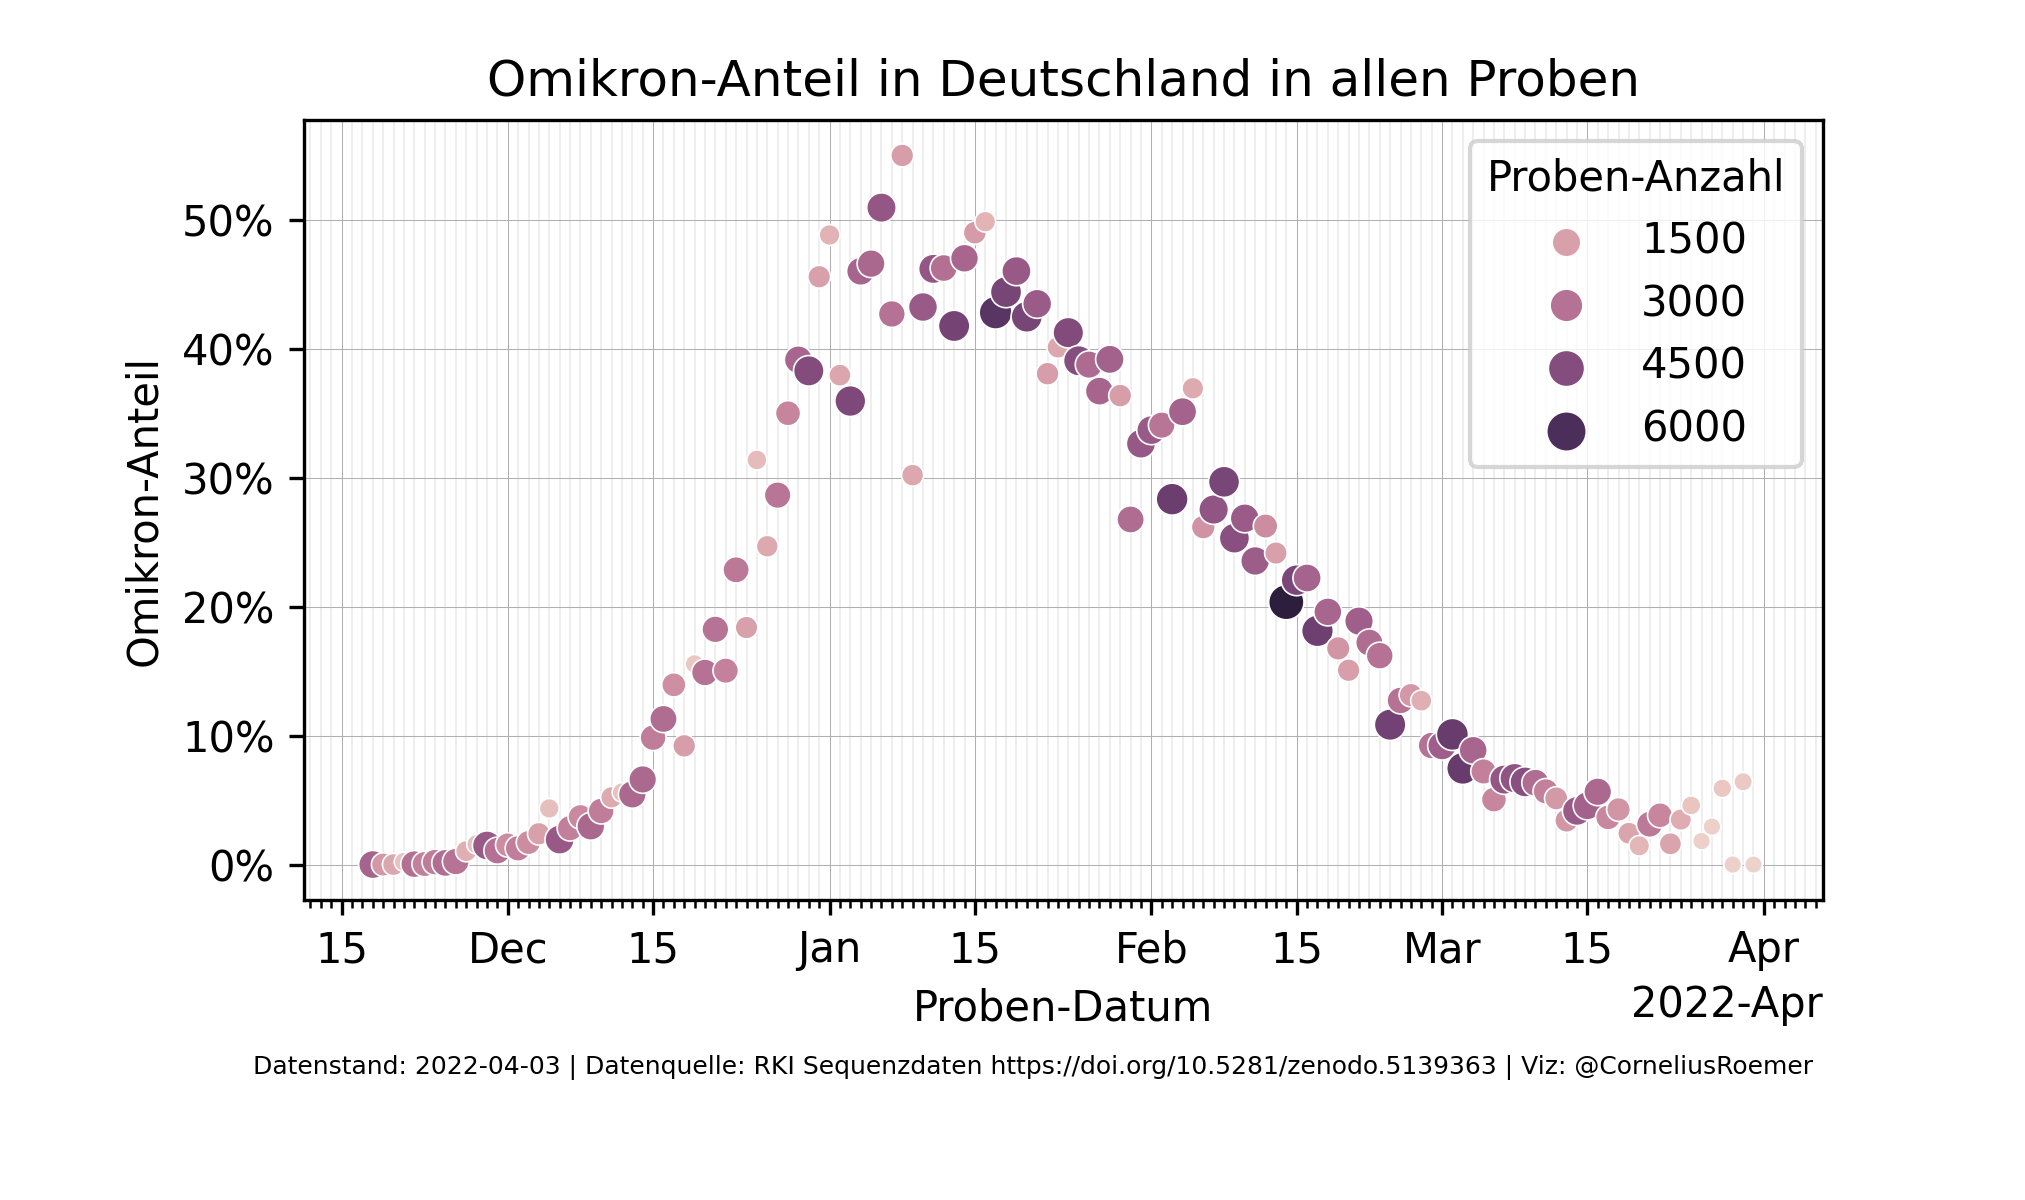 Omikron-Anteil in Deutschland in allen Proben
Proben-Anzahl
1500
3000
4500
6000
Omikron-Anteil
50%
40%
30%
20%
10%
0%
15 Dec 15 Jan 15 Feb 15 Mar 15 Apr
2022-Apr
Proben-Datum
Datenstand: 2022-04-03 | Datenquelle: RKI Sequenzdaten https://doi.org/10.5281/zenodo.5139363 | Viz: @CorneliusRoemer